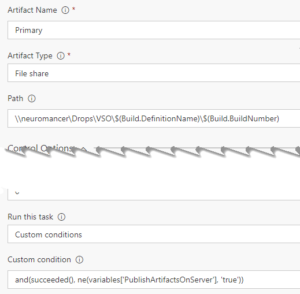 Artifact Name ⓘ *
Primary
Artifact Type ⓘ *
File share
Path ⓘ
\\neuromancer\Drops\VSO\$(Build.DefinitionName)\$(Build.BuildNumber)
Control Options
Run this task ⓘ
Custom conditions
Custom condition ⓘ
and(succeeded(), ne(variables['PublishArtifactsOnServer'], 'true'))